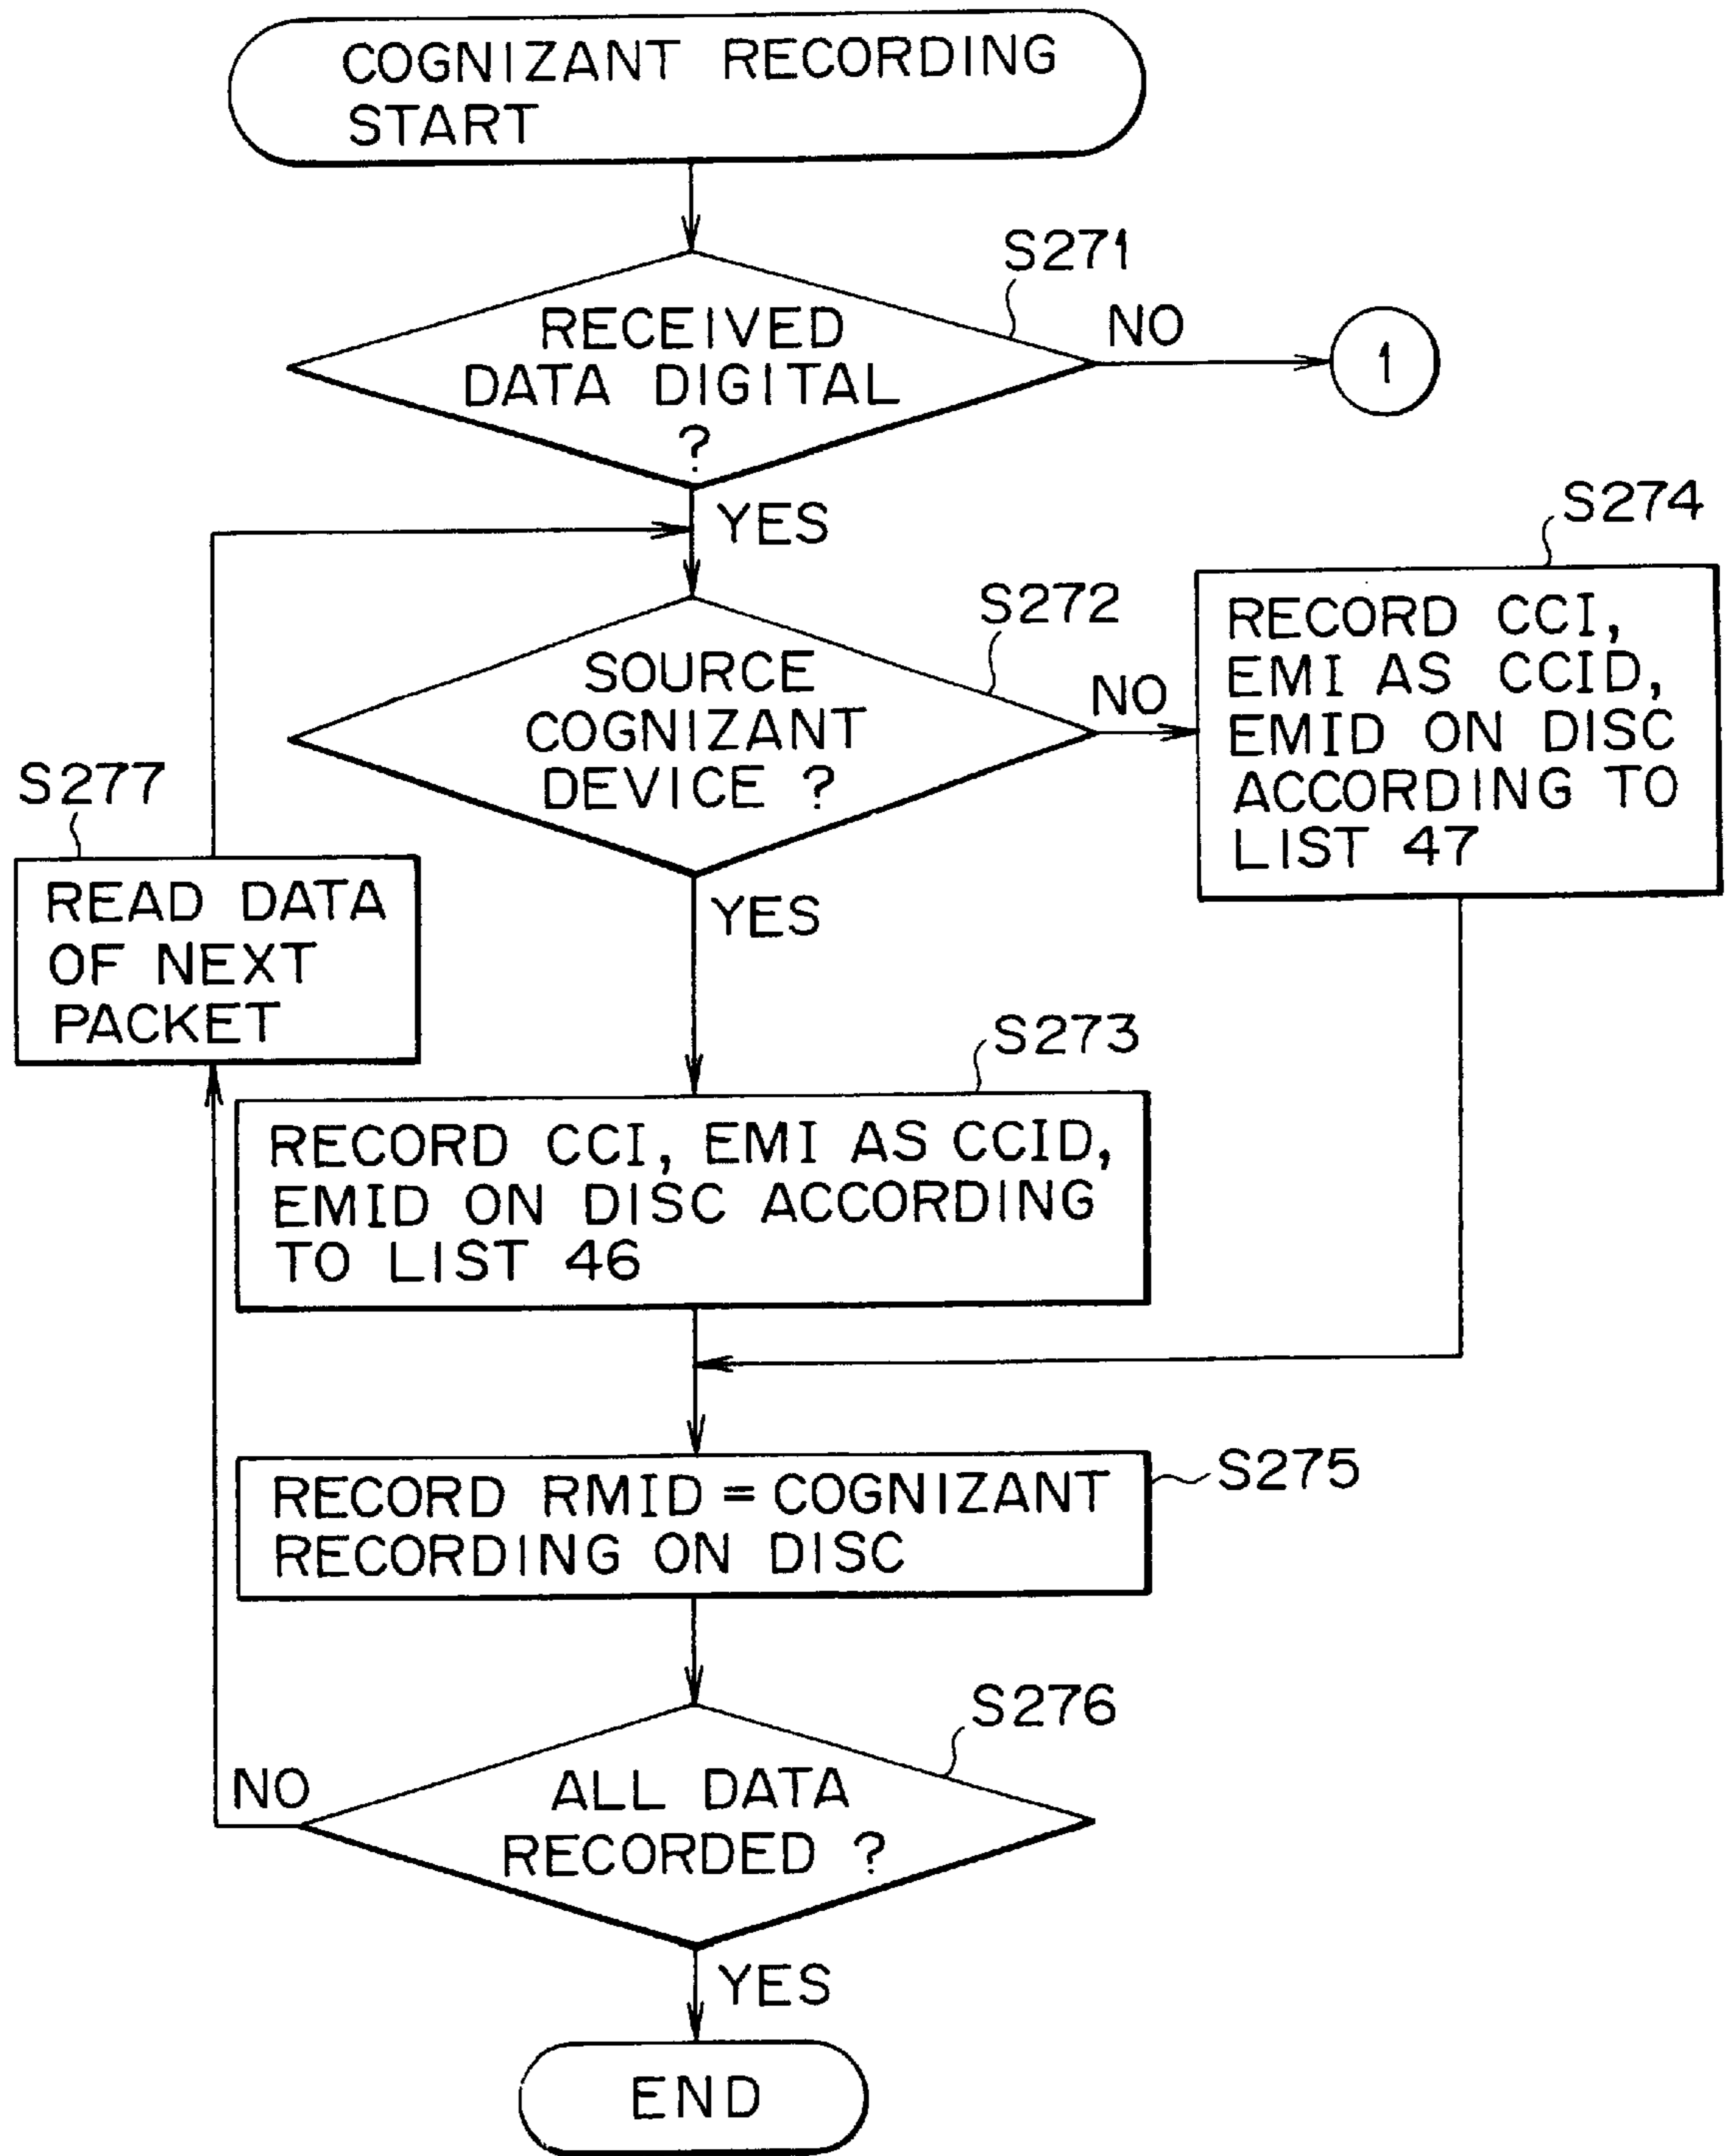 COGNIZANT RECORDING
START
S271
RECEIVED
DATA DIGITAL
?
NO
1
YES
S272
SOURCE
COGNIZANT
DEVICE ?
NO
S274
RECORD CCI,
EMI AS CCID,
EMID ON DISC
ACCORDING TO
LIST 47
S277
READ DATA
OF NEXT
PACKET
YES
S273
RECORD CCI, EMI AS CCID,
EMID ON DISC ACCORDING
TO LIST 46
S275
RECORD RMID = COGNIZANT
RECORDING ON DISC
S276
ALL DATA
RECORDED ?
NO
YES
END